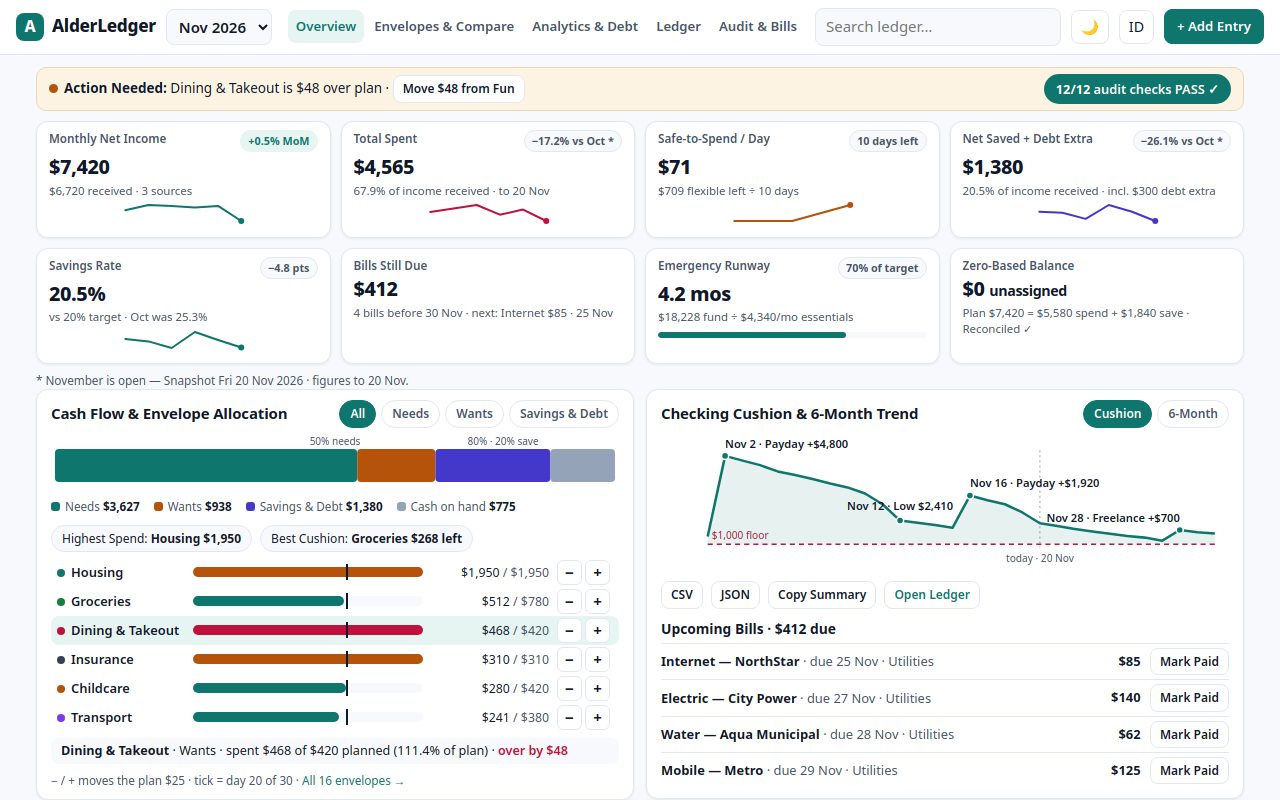 A AlderLedger Nov 2026 Overview Envelopes & Compare Analytics & Debt Ledger Audit & Bills Search ledger... 🌙 ID + Add Entry
Action Needed: Dining & Takeout is $48 over plan · Move $48 from Fun 12/12 audit checks PASS ✓
Monthly Net Income +0.5% MoM
$7,420
$6,720 received · 3 sources
Total Spent −17.2% vs Oct *
$4,565
67.9% of income received · to 20 Nov
Safe-to-Spend / Day 10 days left
$71
$709 flexible left ÷ 10 days
Net Saved + Debt Extra −26.1% vs Oct *
$1,380
20.5% of income received · incl. $300 debt extra
Savings Rate −4.8 pts
20.5%
vs 20% target · Oct was 25.3%
Bills Still Due
$412
4 bills before 30 Nov · next: Internet $85 · 25 Nov
Emergency Runway 70% of target
4.2 mos
$18,228 fund ÷ $4,340/mo essentials
Zero-Based Balance
$0 unassigned
Plan $7,420 = $5,580 spend + $1,840 save ·
Reconciled ✓
* November is open — Snapshot Fri 20 Nov 2026 · figures to 20 Nov.
Cash Flow & Envelope Allocation All Needs Wants Savings & Debt
50% needs 80% · 20% save
Needs $3,627 Wants $938 Savings & Debt $1,380 Cash on hand $775
Highest Spend: Housing $1,950 Best Cushion: Groceries $268 left
Housing $1,950 / $1,950 − +
Groceries $512 / $780 − +
Dining & Takeout $468 / $420 − +
Insurance $310 / $310 − +
Childcare $280 / $420 − +
Transport $241 / $380 − +
Dining & Takeout · Wants · spent $468 of $420 planned (111.4% of plan) · over by $48
− / + moves the plan $25 · tick = day 20 of 30 · All 16 envelopes →
Checking Cushion & 6-Month Trend Cushion 6-Month
Nov 2 · Payday +$4,800
Nov 16 · Payday +$1,920
Nov 12 · Low $2,410
Nov 28 · Freelance +$700
$1,000 floor
today · 20 Nov
CSV JSON Copy Summary Open Ledger
Upcoming Bills · $412 due
Internet — NorthStar · due 25 Nov · Utilities $85 Mark Paid
Electric — City Power · due 27 Nov · Utilities $140 Mark Paid
Water — Aqua Municipal · due 28 Nov · Utilities $62 Mark Paid
Mobile — Metro · due 29 Nov · Utilities $125 Mark Paid